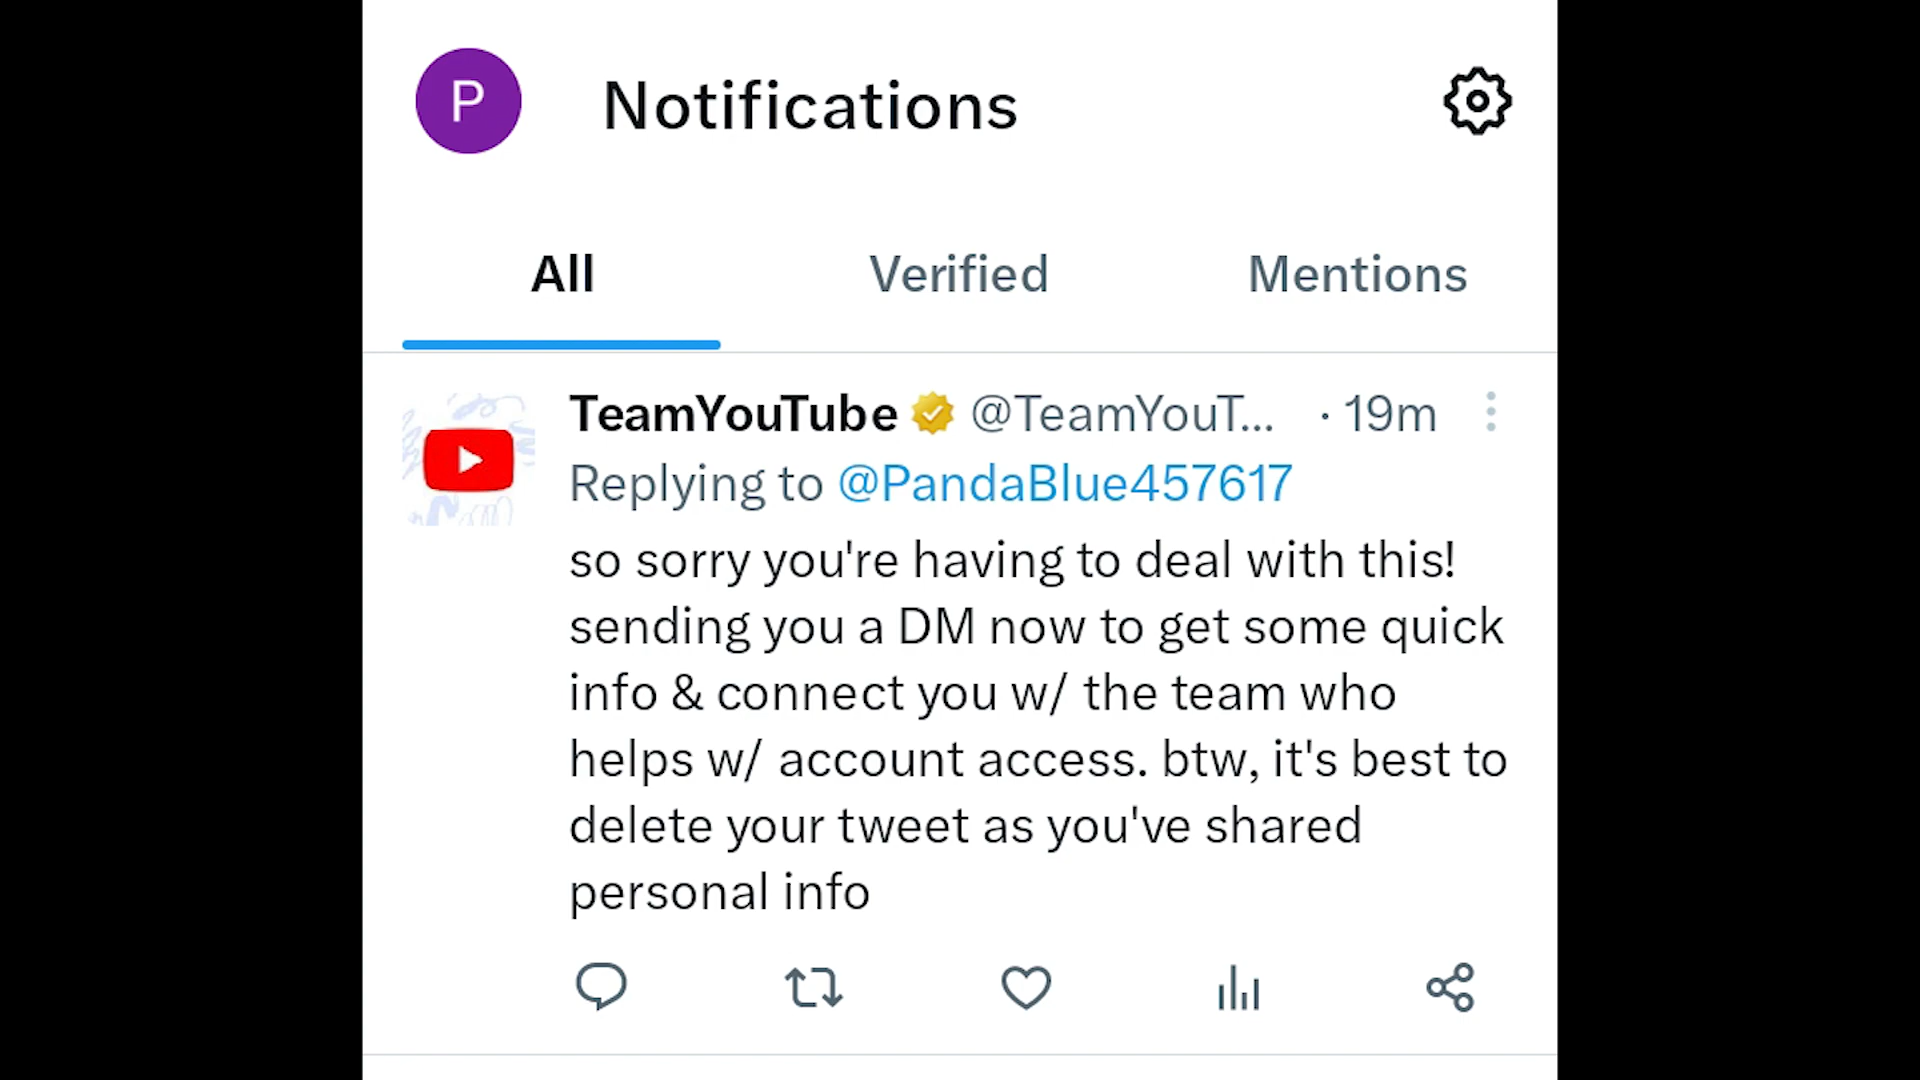 P Notifications
All Verified Mentions
TeamYouTube @TeamYouT... · 19m
Replying to @PandaBlue457617
so sorry you're having to deal with this!
sending you a DM now to get some quick
info & connect you w/ the team who
helps w/ account access. btw, it's best to
delete your tweet as you've shared
personal info